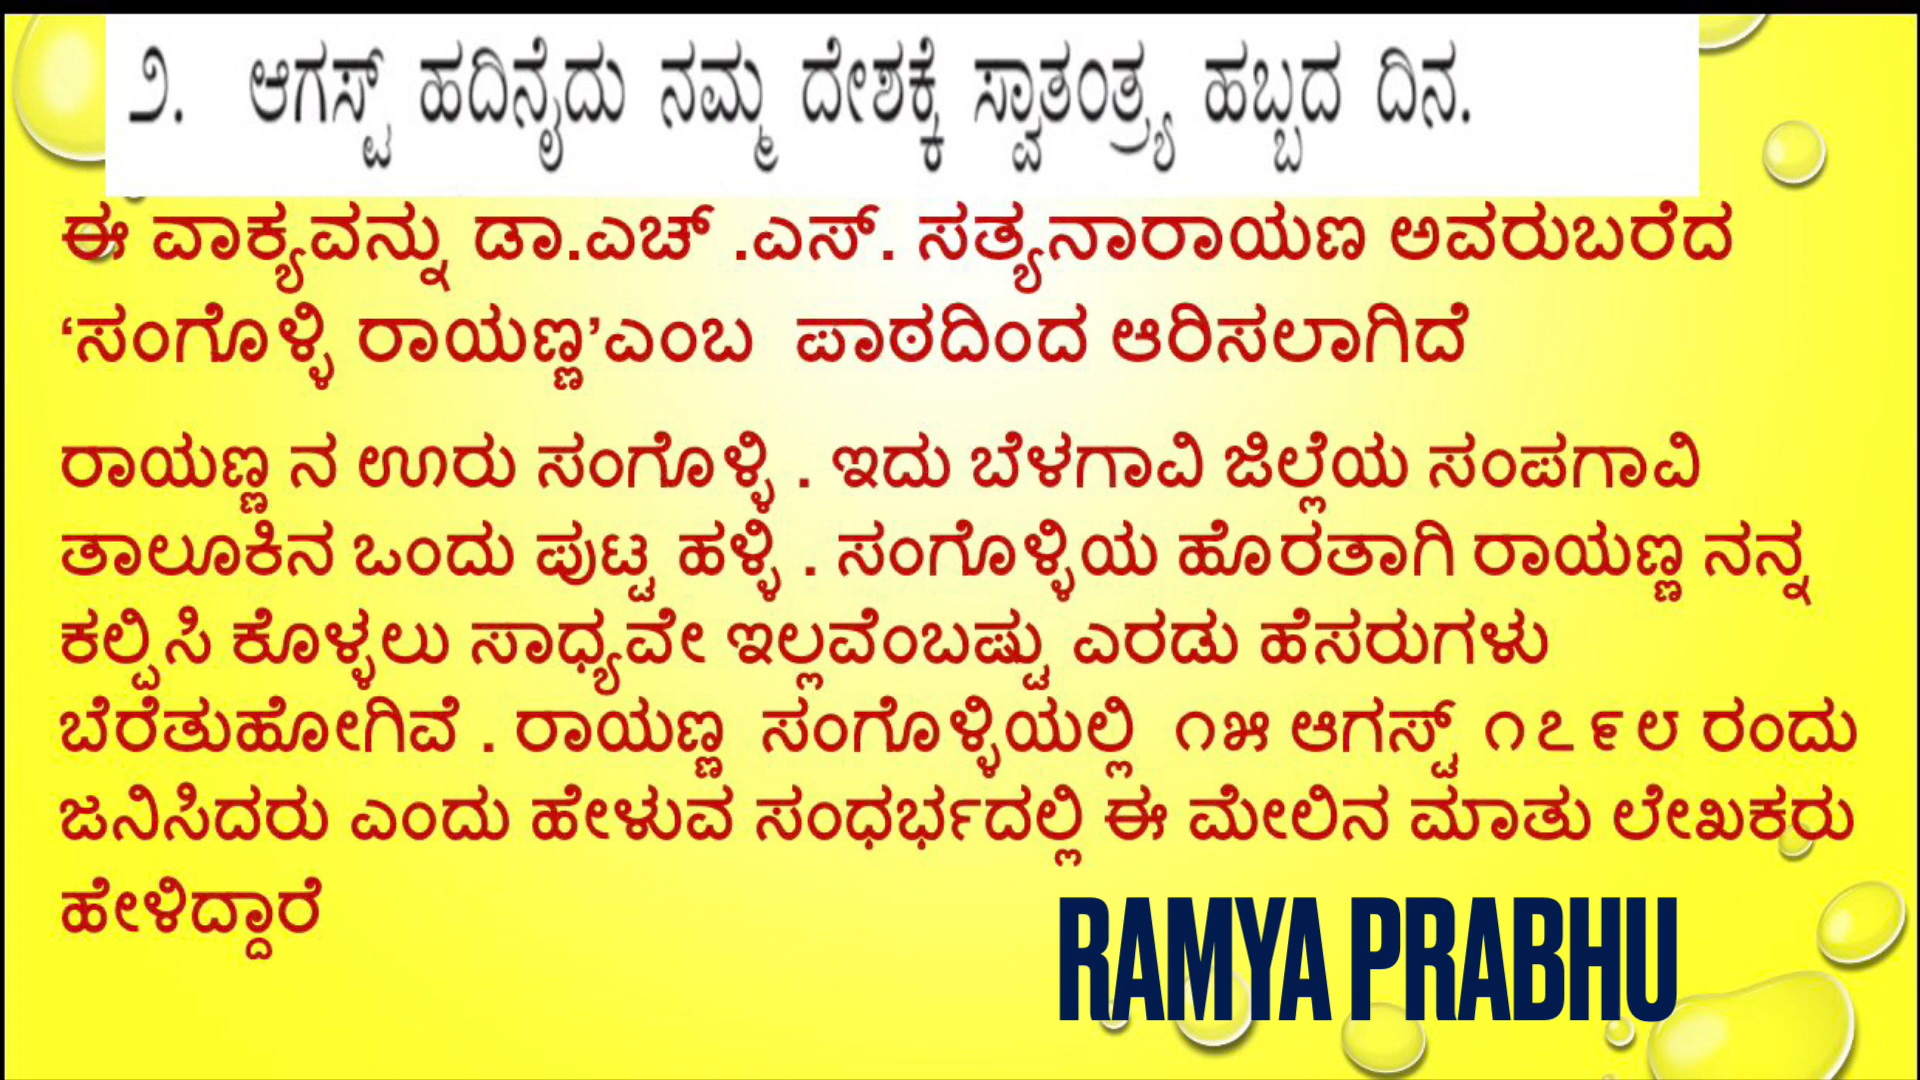 ೨. ಆಗಸ್ಟ್ ಹದಿನೈದು ನಮ್ಮ ದೇಶಕ್ಕೆ ಸ್ವಾತಂತ್ರ್ಯ ಹಬ್ಬದ ದಿನ.
ಈ ವಾಕ್ಯವನ್ನು ಡಾ.ಎಚ್ .ಎಸ್. ಸತ್ಯನಾರಾಯಣ ಅವರುಬರೆದ
‘ಸಂಗೊಳ್ಳಿ ರಾಯಣ್ಣ’ಎಂಬ ಪಾಠದಿಂದ ಆರಿಸಲಾಗಿದೆ
ರಾಯಣ್ಣ ನ ಊರು ಸಂಗೊಳ್ಳಿ . ಇದು ಬೆಳಗಾವಿ ಜಿಲ್ಲೆಯ ಸಂಪಗಾವಿ
ತಾಲೂಕಿನ ಒಂದು ಪುಟ್ಟ ಹಳ್ಳಿ . ಸಂಗೊಳ್ಳಿಯ ಹೊರತಾಗಿ ರಾಯಣ್ಣ ನನ್ನ
ಕಲ್ಪಿಸಿ ಕೊಳ್ಳಲು ಸಾಧ್ಯವೇ ಇಲ್ಲವೆಂಬಷ್ಟು ಎರಡು ಹೆಸರುಗಳು
ಬೆರೆತುಹೋಗಿವೆ . ರಾಯಣ್ಣ ಸಂಗೊಳ್ಳಿಯಲ್ಲಿ ೧೫ ಆಗಸ್ಟ್ ೧೭೯೮ ರಂದು
ಜನಿಸಿದರು ಎಂದು ಹೇಳುವ ಸಂಧರ್ಭದಲ್ಲಿ ಈ ಮೇಲಿನ ಮಾತು ಲೇಖಕರು
ಹೇಳಿದ್ದಾರೆ
RAMYA PRABHU